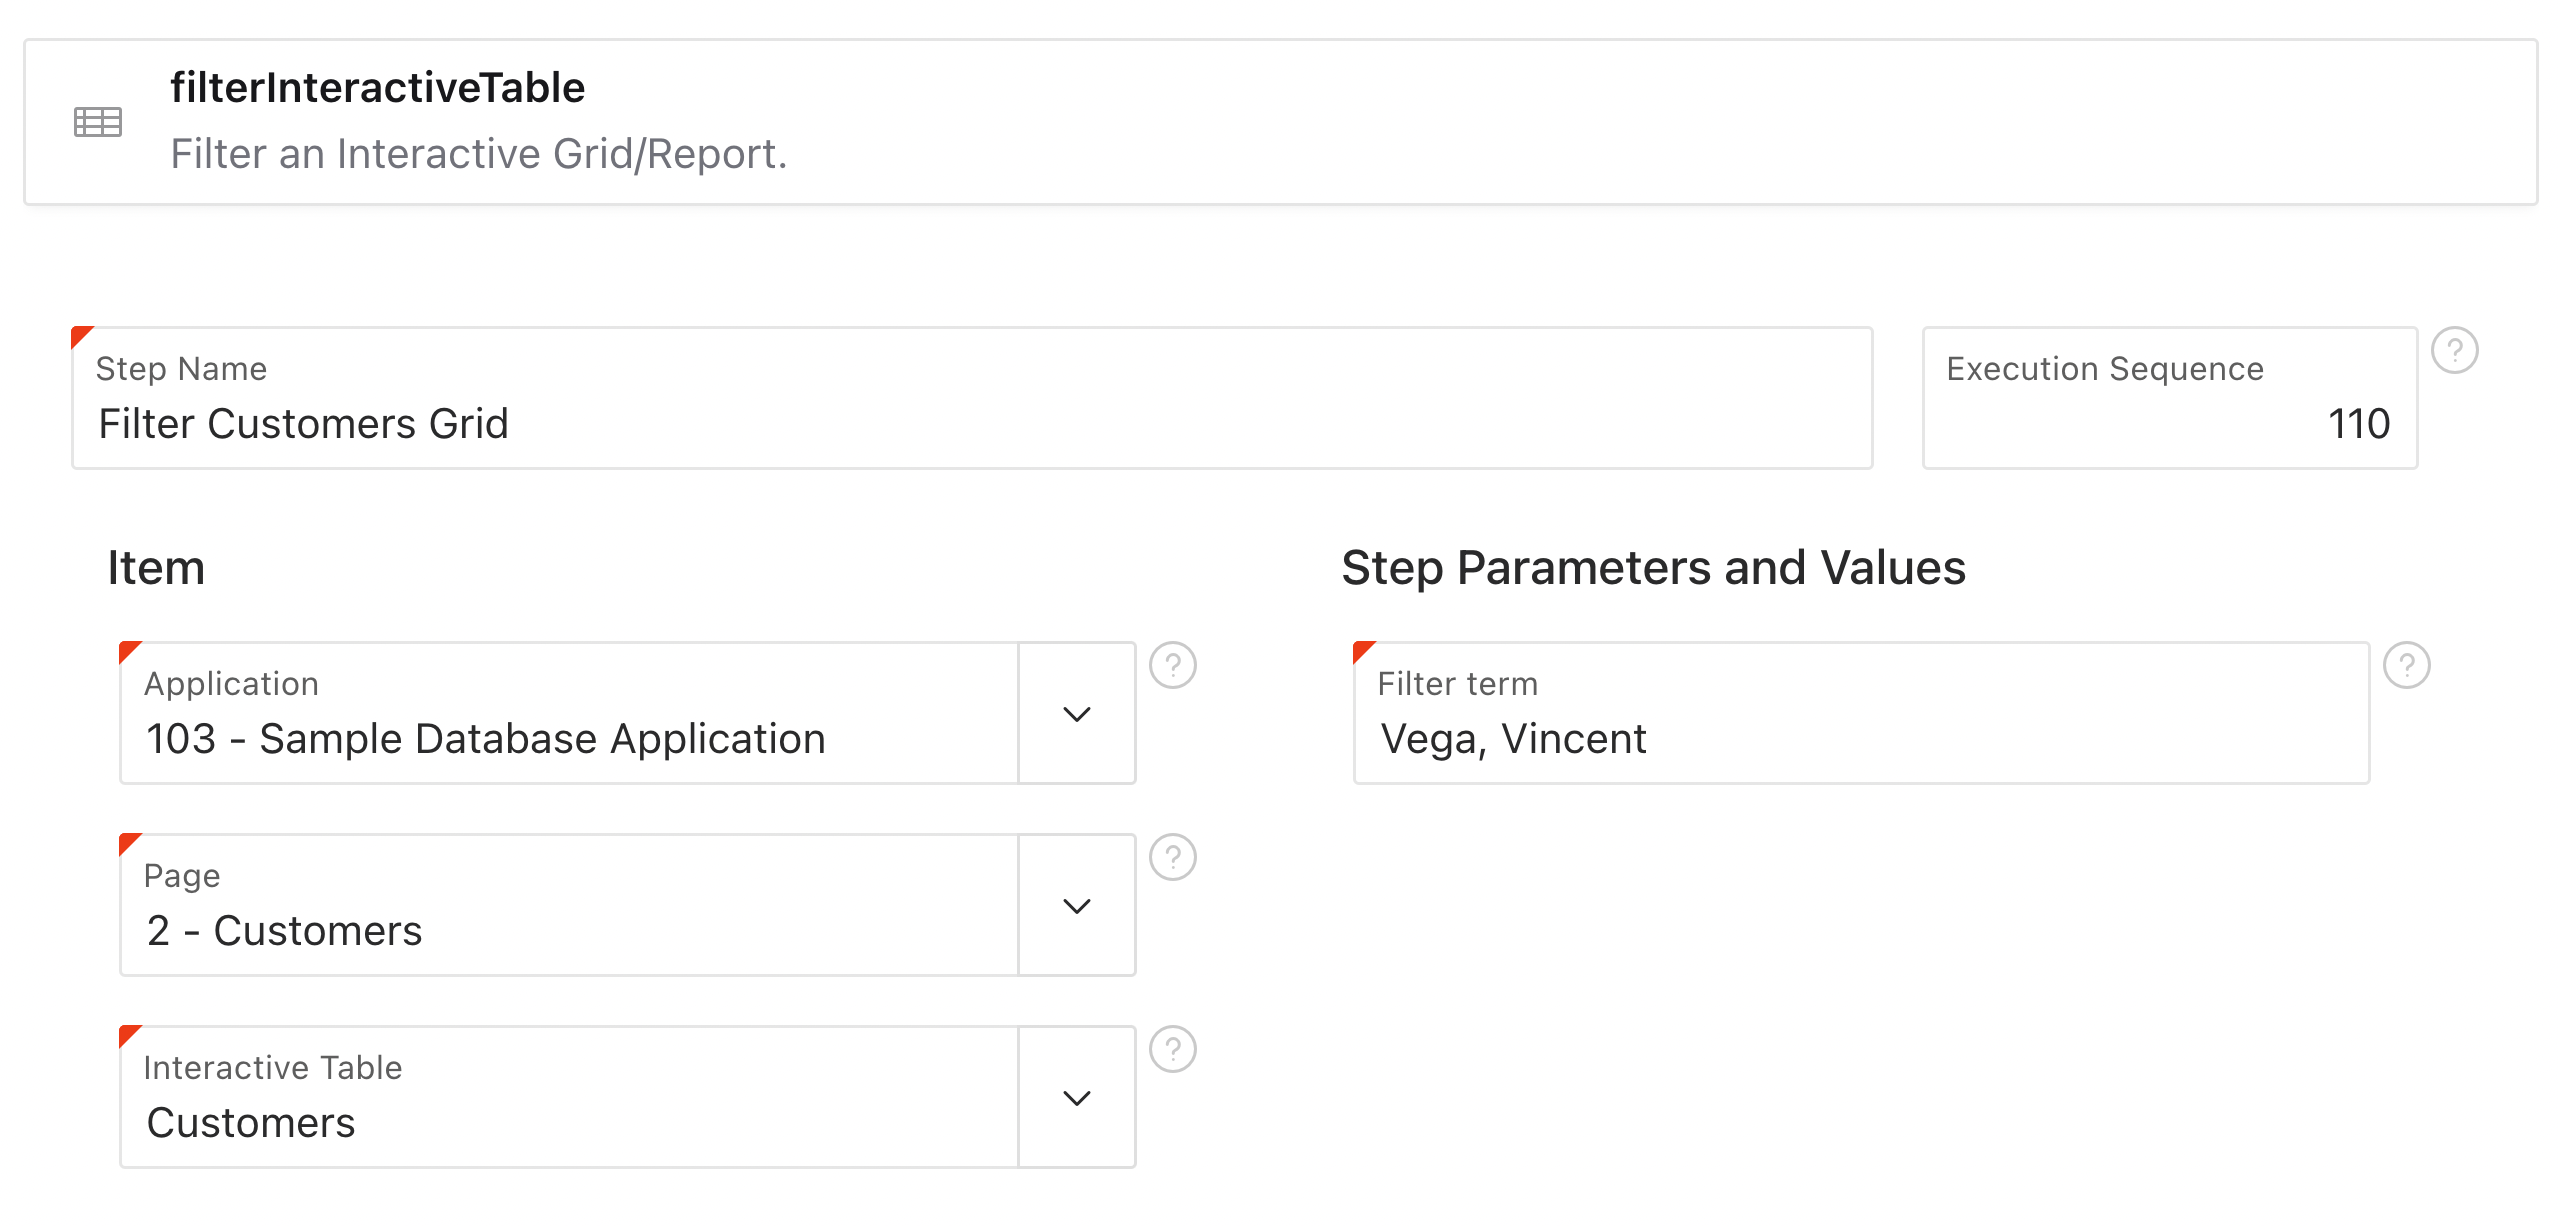 filterInteractiveTable
Filter an Interactive Grid/Report.
Step Name
Filter Customers Grid
Execution Sequence
110
?
Item
Application
103 - Sample Database Application
?
Page
2 - Customers
?
Interactive Table
Customers
?
Step Parameters and Values
Filter term
Vega, Vincent
?